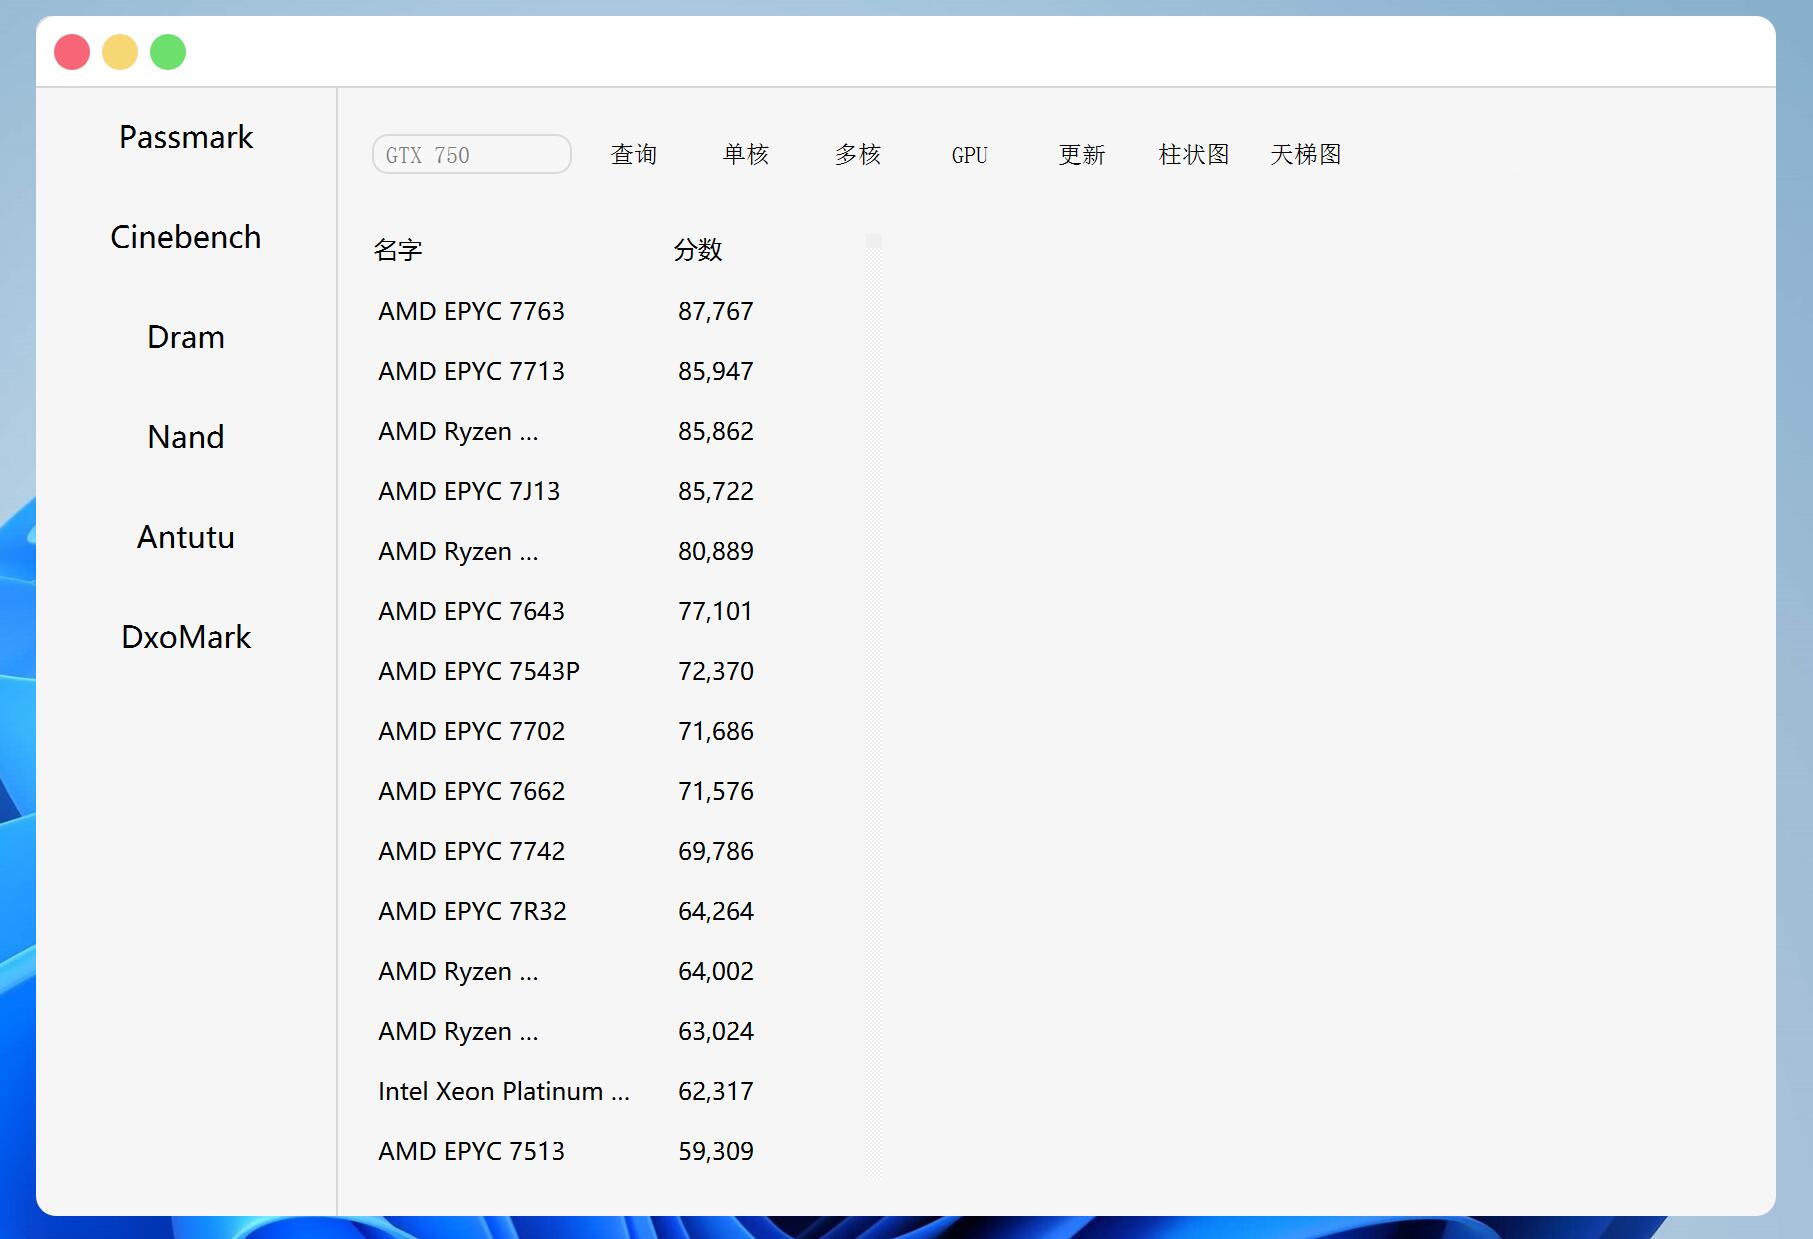 Passmark
Cinebench
Dram
Nand
Antutu
DxoMark
GTX 750 查询 单核 多核 GPU 更新 柱状图 天梯图
名字 分数
AMD EPYC 7763 87,767
AMD EPYC 7713 85,947
AMD Ryzen ... 85,862
AMD EPYC 7J13 85,722
AMD Ryzen ... 80,889
AMD EPYC 7643 77,101
AMD EPYC 7543P 72,370
AMD EPYC 7702 71,686
AMD EPYC 7662 71,576
AMD EPYC 7742 69,786
AMD EPYC 7R32 64,264
AMD Ryzen ... 64,002
AMD Ryzen ... 63,024
Intel Xeon Platinum ... 62,317
AMD EPYC 7513 59,309